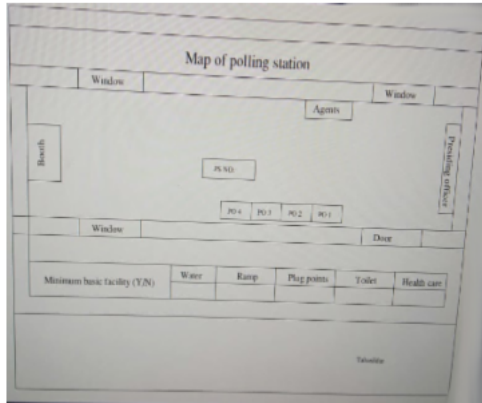 Map of polling station
Window
Window
Agents
Booth
Presiding officer
PS NO.
PO 4 PO 3 PO 2 PO 1
Window
Door
Minimum basic facility (Y/N) Water Ramp Plug points Toilet Health care